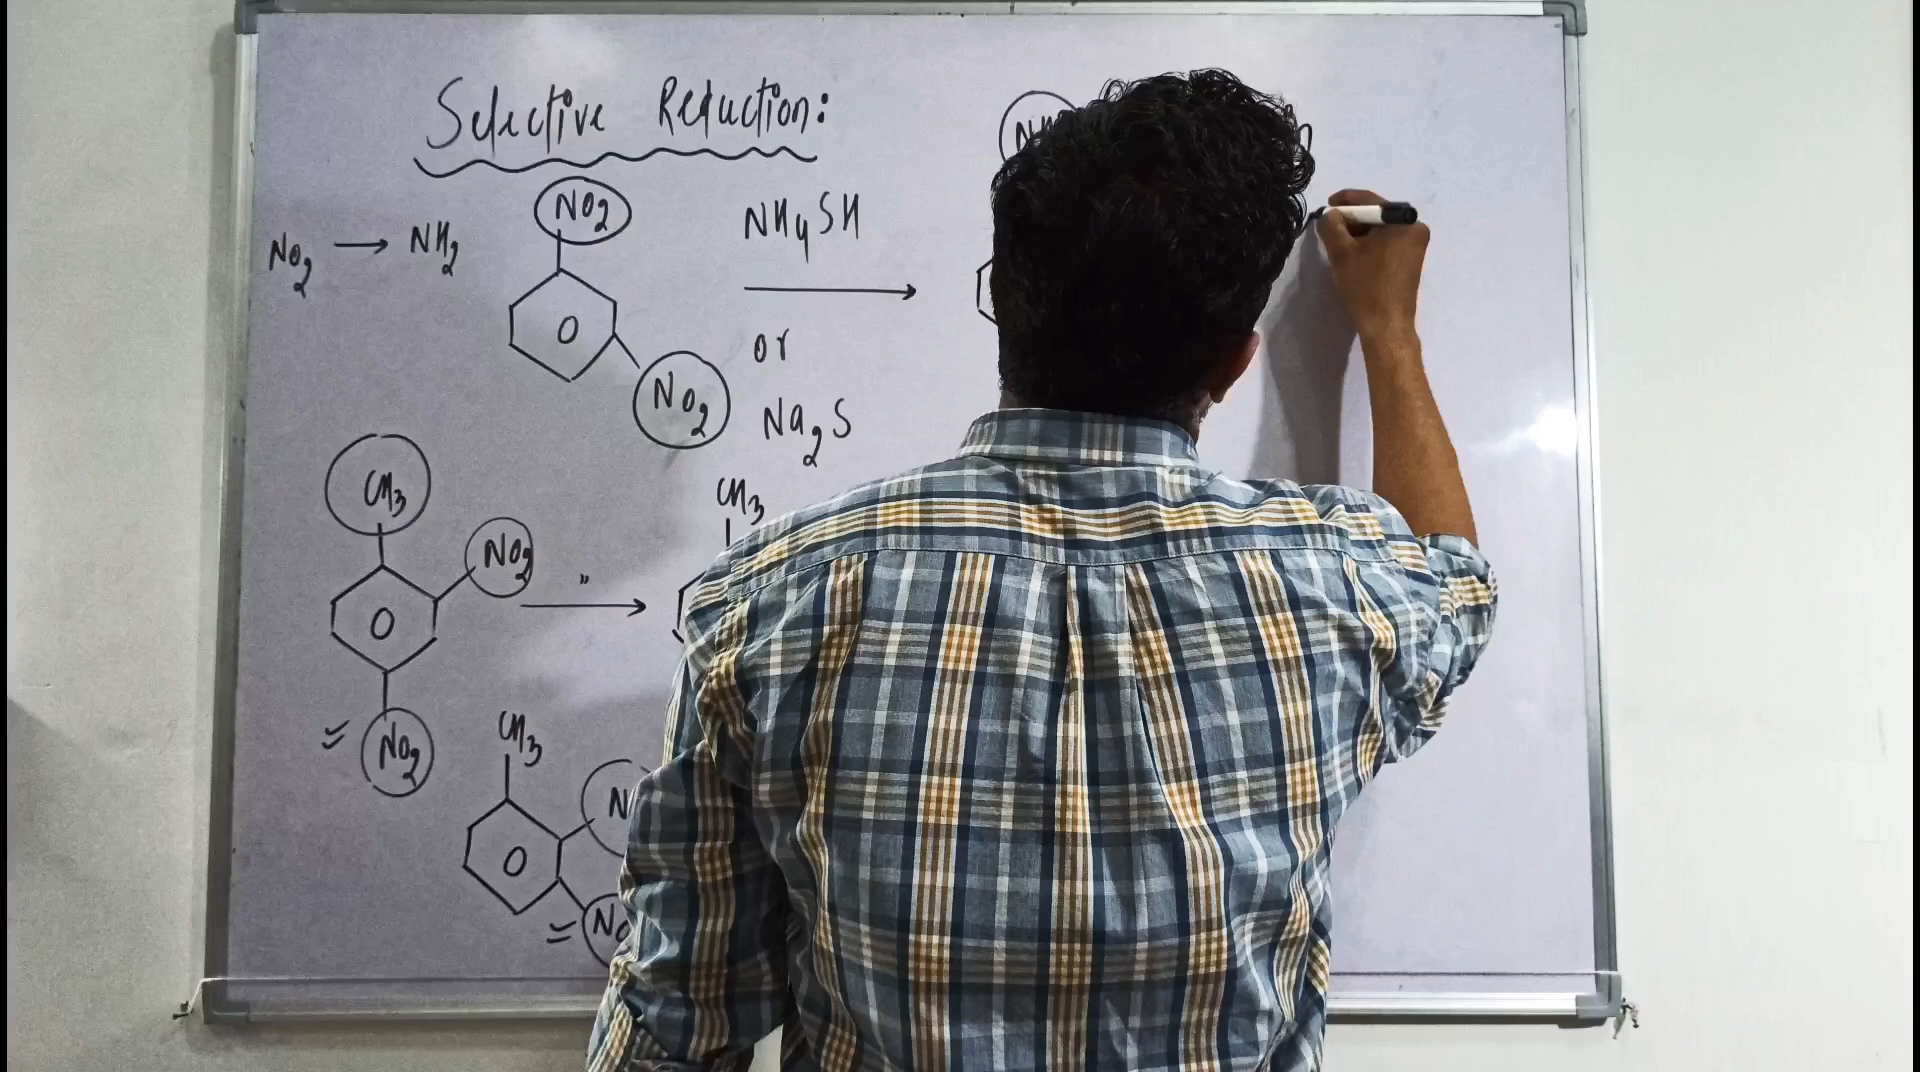 Selective Reduction:
NO2 → NH2
NO2
NO2
NH4SH
or
Na2S
CH3
NO2
NO2
"
CH3
CH3